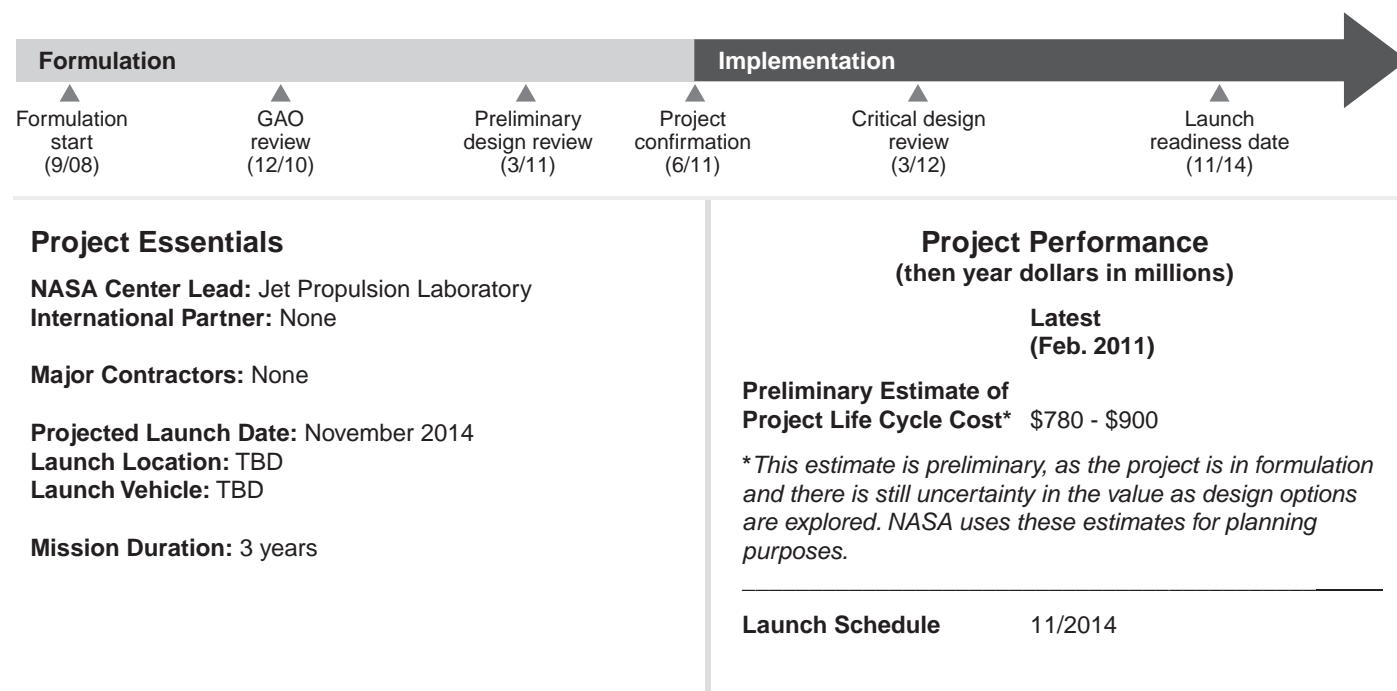 Formulation
Implementation
Formulation
start
(9/08)
GAO
review
(12/10)
Preliminary
design review
(3/11)
Project
confirmation
(6/11)
Critical design
review
(3/12)
Launch
readiness date
(11/14)
Project Essentials
NASA Center Lead: Jet Propulsion Laboratory
International Partner: None
Major Contractors: None
Projected Launch Date: November 2014
Launch Location: TBD
Launch Vehicle: TBD
Mission Duration: 3 years
Project Performance
(then year dollars in millions)
Latest
(Feb. 2011)
Preliminary Estimate of
Project Life Cycle Cost* $780 - $900
*This estimate is preliminary, as the project is in formulation
and there is still uncertainty in the value as design options
are explored. NASA uses these estimates for planning
purposes.
Launch Schedule 11/2014